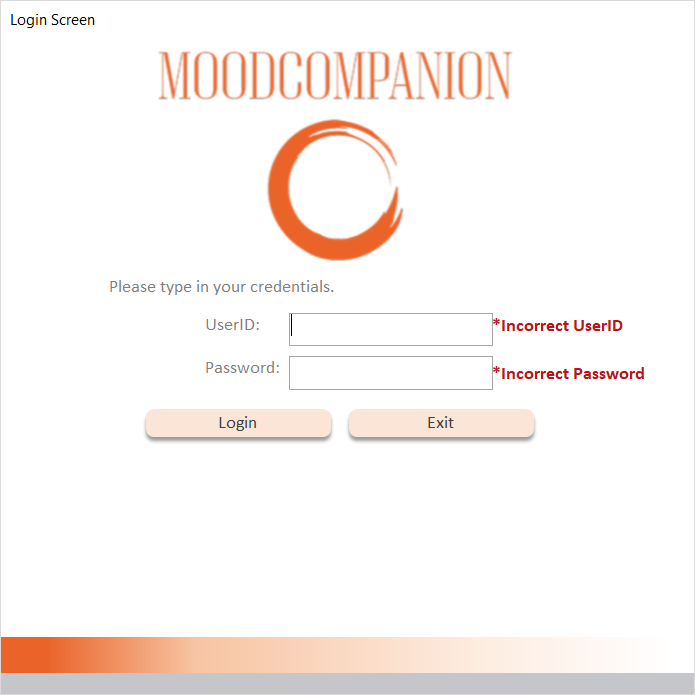 Login Screen
MOODCOMPANION
Please type in your credentials.
UserID: *Incorrect UserID
Password: *Incorrect Password
Login Exit